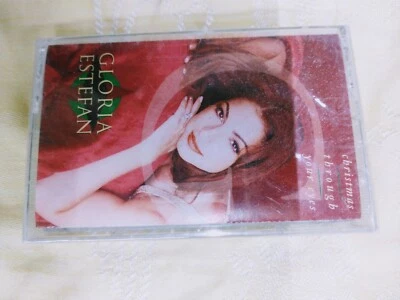 GLORIA
ESTEFAN
christmas
through
your eyes